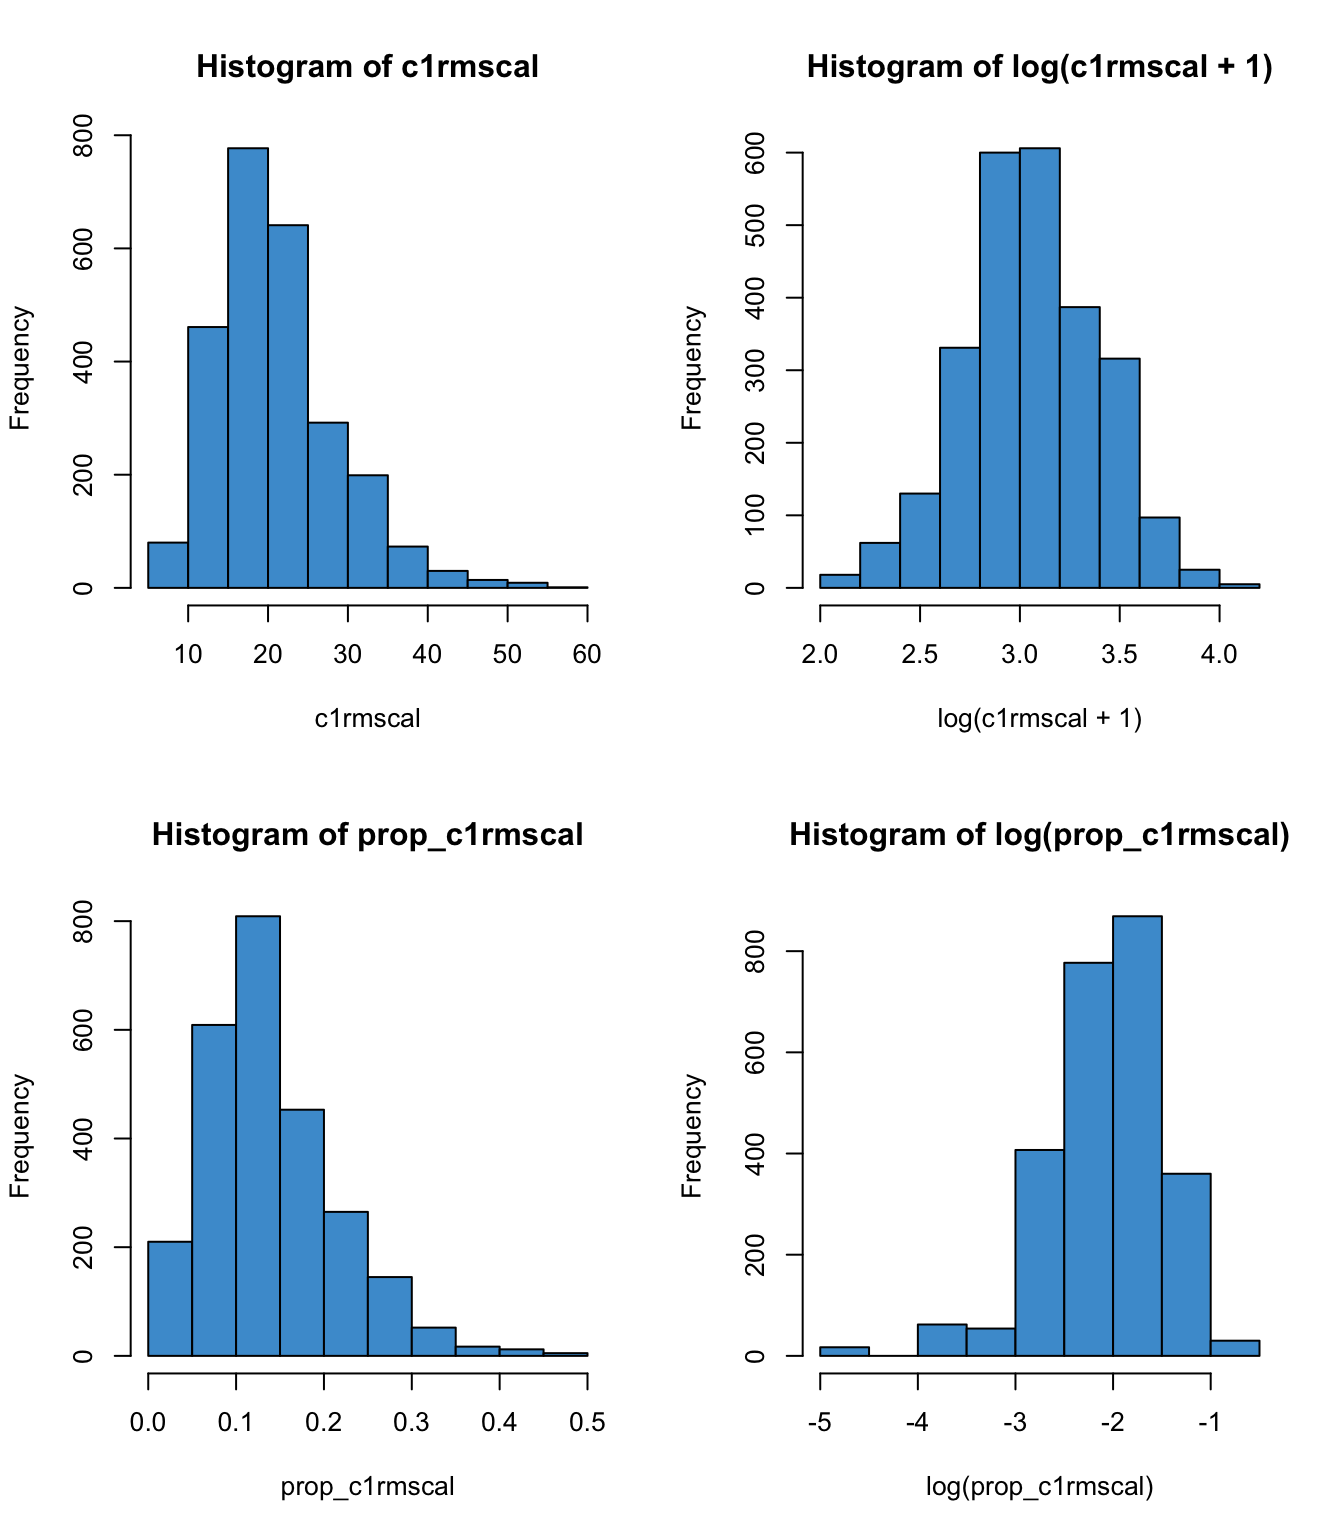 Histogram of c1rmscal
Frequency
0 200 400 600 800
10 20 30 40 50 60
c1rmscal
Histogram of log(c1rmscal + 1)
Frequency
0 100 200 300 400 500 600
2.0 2.5 3.0 3.5 4.0
log(c1rmscal + 1)
Histogram of prop_c1rmscal
Frequency
0 200 400 600 800
0.0 0.1 0.2 0.3 0.4 0.5
prop_c1rmscal
Histogram of log(prop_c1rmscal)
Frequency
0 200 400 600 800
-5 -4 -3 -2 -1
log(prop_c1rmscal)